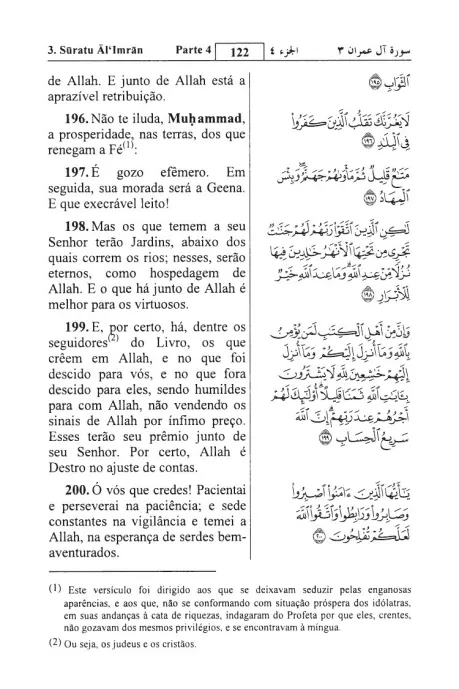 3. Sūratu Āl‘Imrān Parte 4 122 الجزء ٤ سورة آل عمران ٣
de Allah. E junto de Allah está a
aprazível retribuição.
196. Não te iluda, Muḥammad,
a prosperidade, nas terras, dos que
renegam a Fé(1):
197. É gozo efêmero. Em
seguida, sua morada será a Geena.
E que execrável leito!
198. Mas os que temem a seu
Senhor terão Jardins, abaixo dos
quais correm os rios; nesses, serão
eternos, como hospedagem de
Allah. E o que há junto de Allah é
melhor para os virtuosos.
199. E, por certo, há, dentre os
seguidores(2) do Livro, os que
crêem em Allah, e no que foi
descido para vós, e no que fora
descido para eles, sendo humildes
para com Allah, não vendendo os
sinais de Allah por ínfimo preço.
Esses terão seu prêmio junto de
seu Senhor. Por certo, Allah é
Destro no ajuste de contas.
200. Ó vós que credes! Pacientai
e perseverai na paciência; e sede
constantes na vigilância e temei a
Allah, na esperança de serdes bem-
aventurados.
الثَّوَابِ ١٩٥
لَا يَغُرَّنَّكَ تَقَلُّبُ الَّذِينَ كَفَرُوا
فِي الْبِلَادِ ١٩٦
مَتَاعٌ قَلِيلٌ ثُمَّ مَأْوَاهُمْ جَهَنَّمُ وَبِئْسَ
الْمِهَادُ ١٩٧
لَٰكِنِ الَّذِينَ اتَّقَوْا رَبَّهُمْ لَهُمْ جَنَّاتٌ
تَجْرِي مِن تَحْتِهَا الْأَنْهَارُ خَالِدِينَ فِيهَا
نُزُلًا مِّنْ عِندِ اللَّهِ وَمَا عِندَ اللَّهِ خَيْرٌ
لِّلْأَبْرَارِ ١٩٨
وَإِنَّ مِنْ أَهْلِ الْكِتَابِ لَمَن يُؤْمِنُ
بِاللَّهِ وَمَا أُنزِلَ إِلَيْكُمْ وَمَا أُنزِلَ
إِلَيْهِمْ خَاشِعِينَ لِلَّهِ لَا يَشْتَرُونَ
بِآيَاتِ اللَّهِ ثَمَنًا قَلِيلًا أُولَٰئِكَ لَهُمْ
أَجْرُهُمْ عِندَ رَبِّهِمْ إِنَّ اللَّهَ
سَرِيعُ الْحِسَابِ ١٩٩
يَا أَيُّهَا الَّذِينَ آمَنُوا اصْبِرُوا
وَصَابِرُوا وَرَابِطُوا وَاتَّقُوا اللَّهَ
لَعَلَّكُمْ تُفْلِحُونَ ٢٠٠
(1) Este versículo foi dirigido aos que se deixavam seduzir pelas enganosas
aparências, e aos que, não se conformando com situação próspera dos idólatras,
em suas andanças à cata de riquezas, indagaram do Profeta por que eles, crentes,
não gozavam dos mesmos privilégios, e se encontravam à míngua.
(2) Ou seja, os judeus e os cristãos.